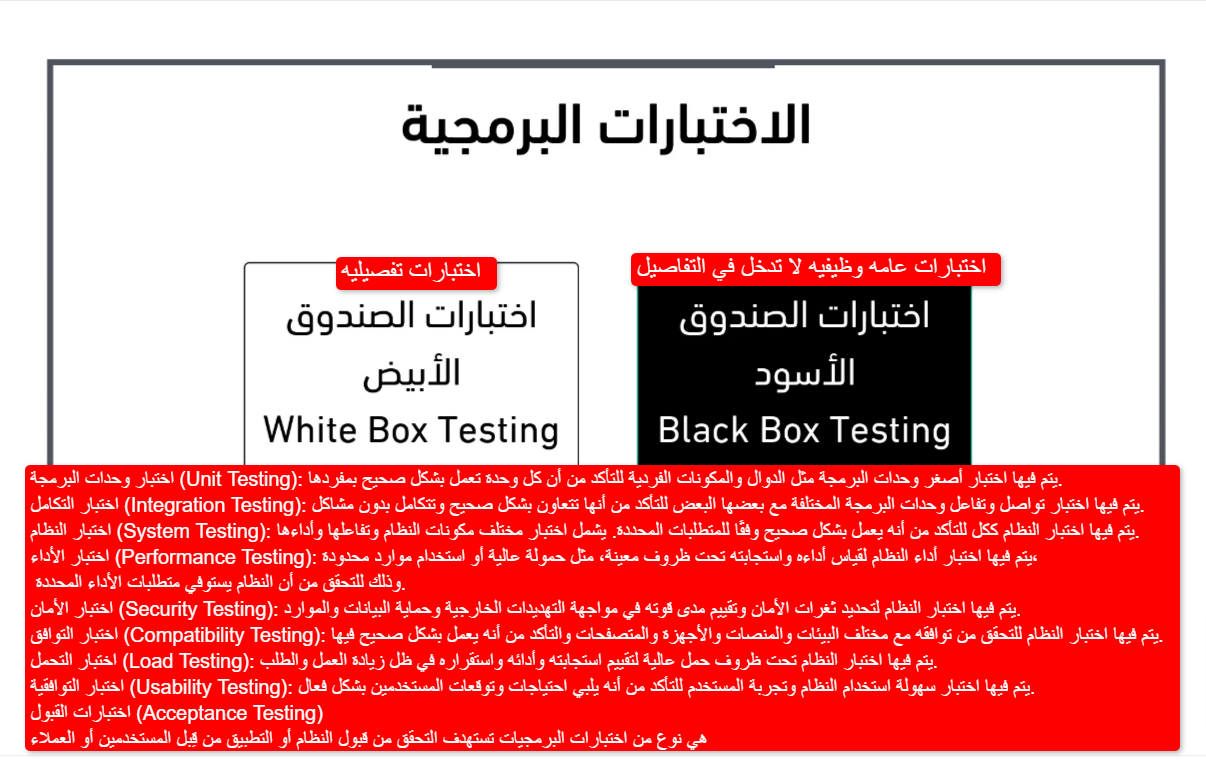 الاختبارات البرمجية
اختبارات عامه وظيفيه لا تدخل في التفاصيل
اختبارات الصندوق
الأسود
Black Box Testing
اختبارات تفصيليه
اختبارات الصندوق
الأبيض
White Box Testing
اختبار وحدات البرمجة (Unit Testing): يتم فيها اختبار أصغر وحدات البرمجة مثل الدوال والمكونات الفردية للتأكد من أن كل وحدة تعمل بشكل صحيح بمفردها.
اختبار التكامل (Integration Testing): يتم فيها اختبار تواصل وتفاعل وحدات البرمجة المختلفة مع بعضها البعض للتأكد من أنها تتعاون بشكل صحيح وتتكامل بدون مشاكل.
اختبار النظام (System Testing): يتم فيها اختبار النظام ككل للتأكد من أنه يعمل بشكل صحيح وفقًا للمتطلبات المحددة. يشمل اختبار مختلف مكونات النظام وتفاعلها وأداءها.
اختبار الأداء (Performance Testing): يتم فيها اختبار أداء النظام لقياس أداءه واستجابته تحت ظروف معينة، مثل حمولة عالية أو استخدام موارد محدودة،
وذلك للتحقق من أن النظام يستوفي متطلبات الأداء المحددة.
اختبار الأمان (Security Testing): يتم فيها اختبار النظام لتحديد ثغرات الأمان وتقييم مدى قوته في مواجهة التهديدات الخارجية وحماية البيانات والموارد.
اختبار التوافق (Compatibility Testing): يتم فيها اختبار النظام للتحقق من توافقه مع مختلف البيئات والمنصات والأجهزة والمتصفحات والتأكد من أنه يعمل بشكل صحيح فيها.
اختبار التحمل (Load Testing): يتم فيها اختبار النظام تحت ظروف حمل عالية لتقييم استجابته وأدائه واستقراره في ظل زيادة العمل والطلب.
اختبار التوافقية (Usability Testing): يتم فيها اختبار سهولة استخدام النظام وتجربة المستخدم للتأكد من أنه يلبي احتياجات وتوقعات المستخدمين بشكل فعال.
اختبارات القبول (Acceptance Testing)
هي نوع من اختبارات البرمجيات تستهدف التحقق من قبول النظام أو التطبيق من قِبل المستخدمين أو العملاء